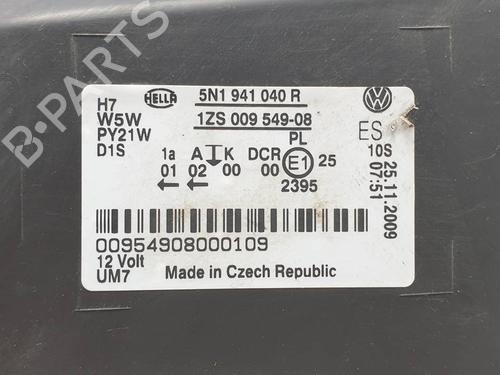 B-PARTS
H7
W5W
PY21W
D1S
HELLA
5N1 941 040 R
1ZS 009 549-08
PL
1a A K DCR E1 25
01 02 00 00
2395
ES
10S
25.11.2009
07:51
00954908000109
12 Volt
UM7
Made in Czech Republic